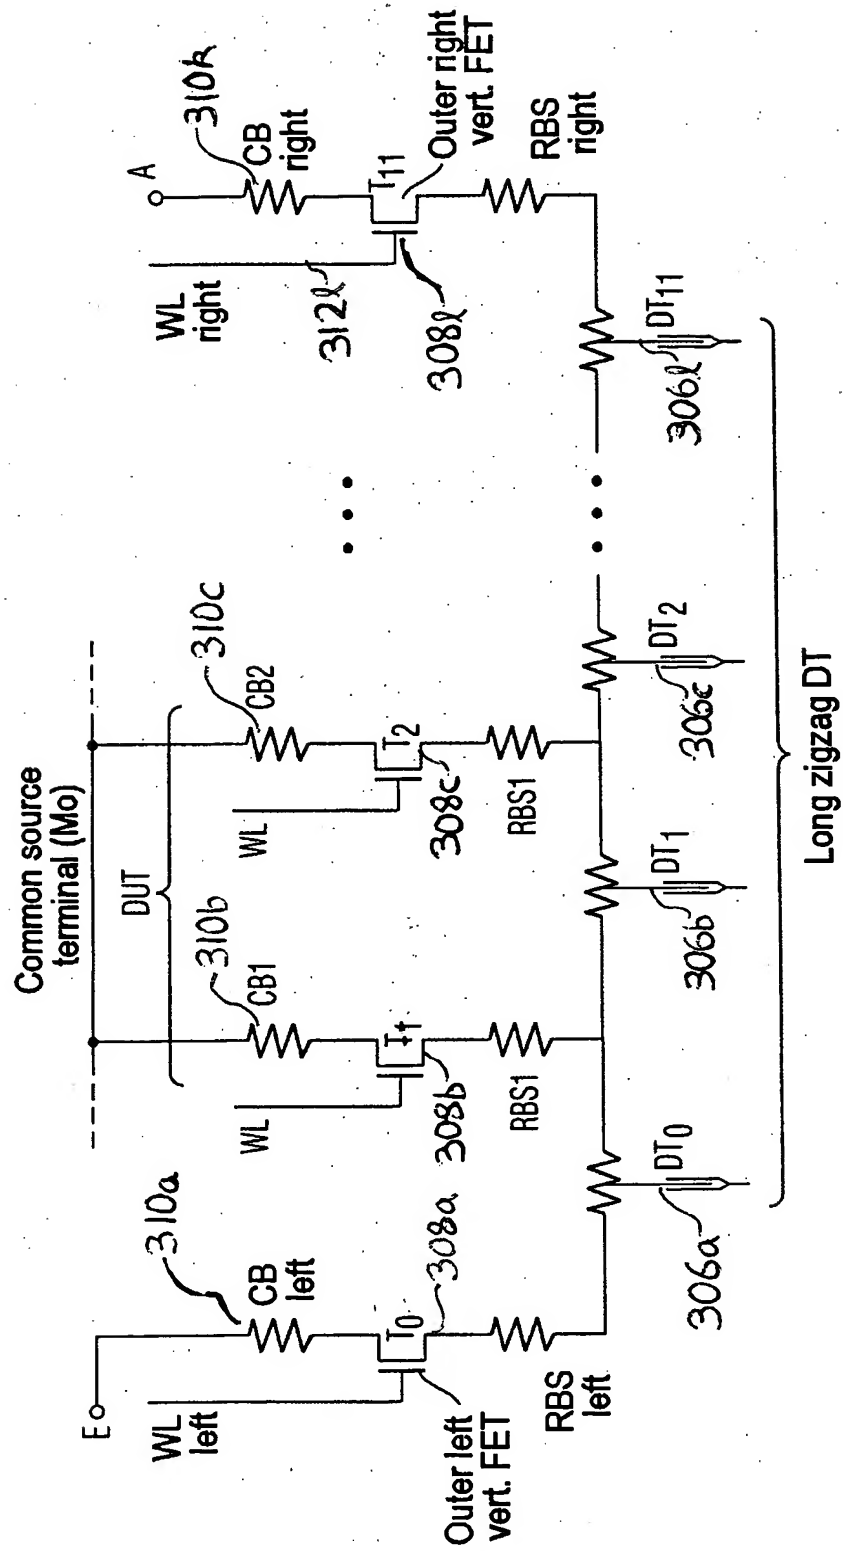 Common source
terminal (Mo)
DUT
E
WL
left
310a
CB
left
T0
308a
Outer left
vert. FET
RBS
left
WL
310b
CB1
308b
RBS1
WL
310c
CB2
T2
308c
RBS1
WL
right
312l
A
310k
CB
right
T11
Outer right
vert. FET
308l
RBS
right
306a
DT0
306b
DT1
306c
DT2
306l
DT11
Long zigzag DT